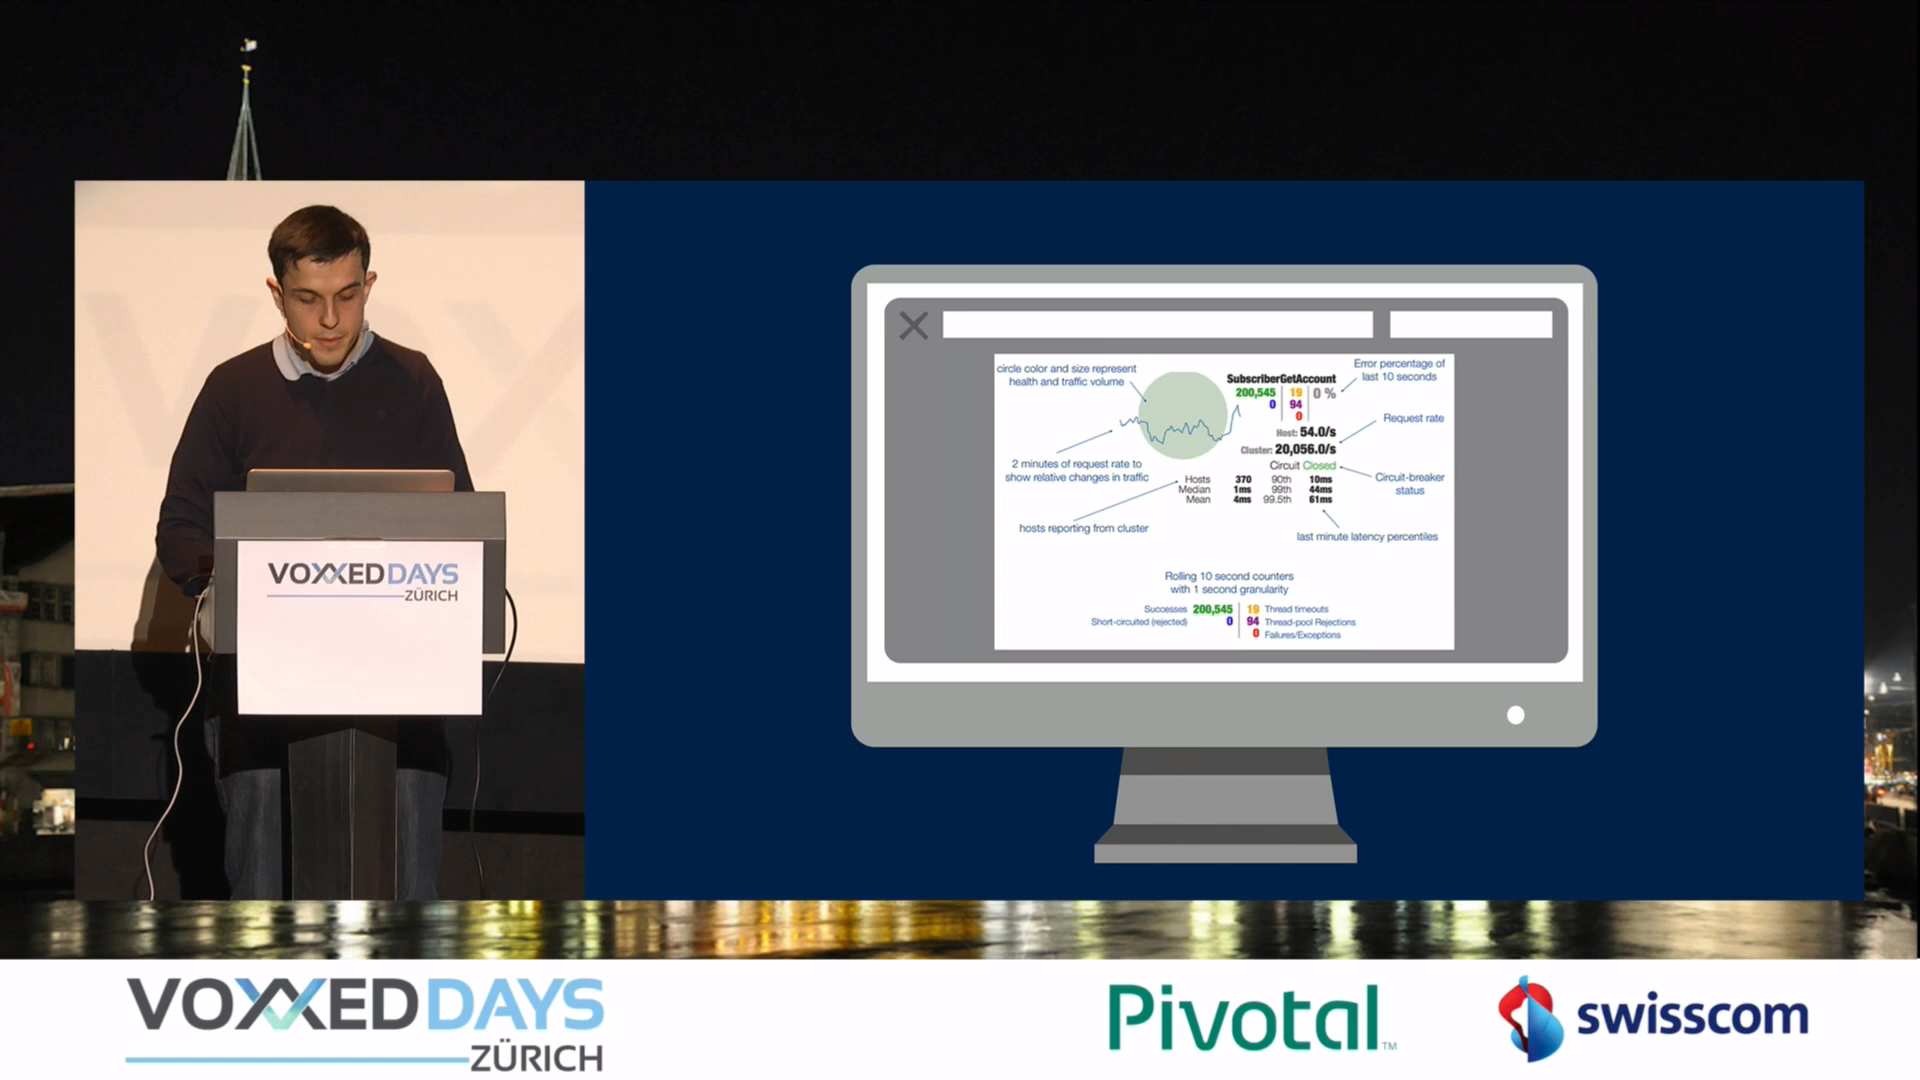 circle color and size represent
health and traffic volume
2 minutes of request rate to
show relative changes in traffic
hosts reporting from cluster
SubscriberGetAccount
200,545 19 0 %
0 94
0
Host: 54.0/s
Cluster: 20,056.0/s
Circuit Closed
Hosts 370 90th 10ms
Median 1ms 99th 44ms
Mean 4ms 99.5th 61ms
Error percentage of
last 10 seconds
Request rate
Circuit-breaker
status
last minute latency percentiles
Rolling 10 second counters
with 1 second granularity
Successes 200,545 19 Thread timeouts
Short-circuited (rejected) 0 94 Thread-pool Rejections
0 Failures/Exceptions
VOXXED DAYS
ZÜRICH
VOXXED DAYS
ZÜRICH
Pivotal™
swisscom